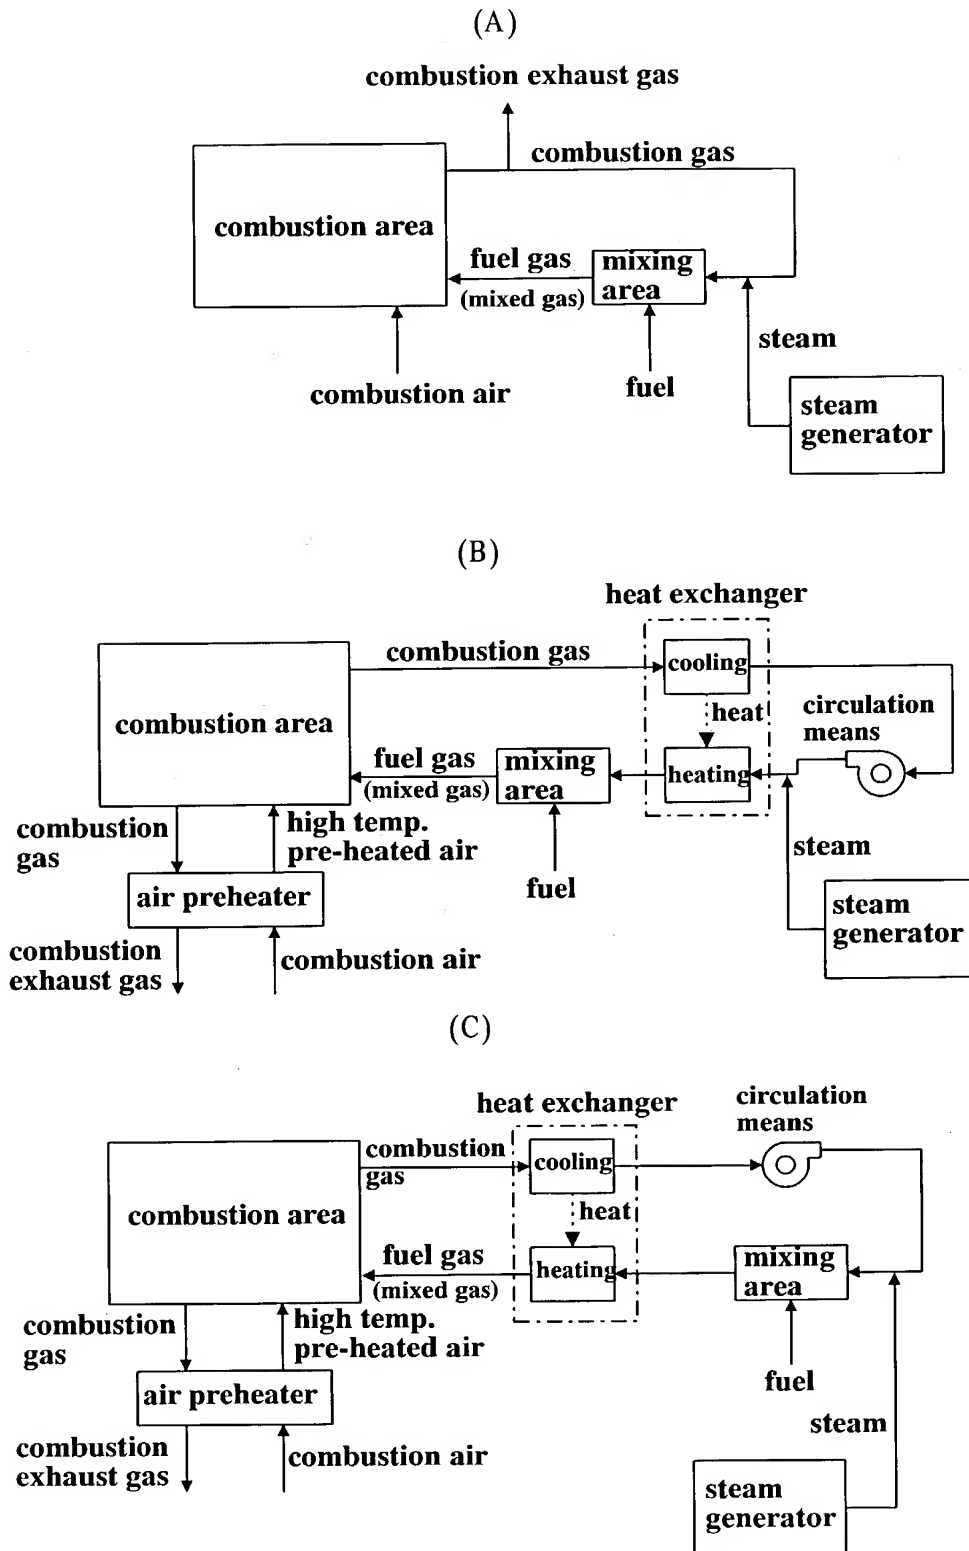 (A)
combustion exhaust gas
combustion gas
combustion area
fuel gas
(mixed gas)
mixing
area
steam
combustion air
fuel
steam
generator
(B)
heat exchanger
combustion gas
cooling
circulation
means
combustion area
heat
fuel gas
(mixed gas)
mixing
area
heating
combustion
gas
high temp.
pre-heated air
steam
air preheater
fuel
steam
generator
combustion
exhaust gas
combustion air
(C)
circulation
means
heat exchanger
combustion
gas
cooling
combustion area
heat
fuel gas
(mixed gas)
heating
mixing
area
combustion
gas
high temp.
pre-heated air
air preheater
fuel
steam
combustion
exhaust gas
combustion air
steam
generator